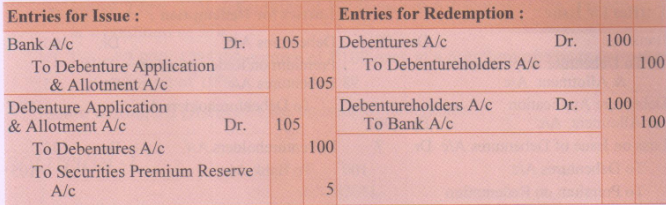 Entries for Issue :
Bank A/c Dr. 105
To Debenture Application
& Allotment A/c 105
Debenture Application
& Allotment A/c Dr. 105
To Debentures A/c 100
To Securities Premium Reserve
A/c 5
Entries for Redemption :
Debentures A/c Dr. 100
To Debentureholders A/c 100
Debentureholders A/c Dr. 100
To Bank A/c 100